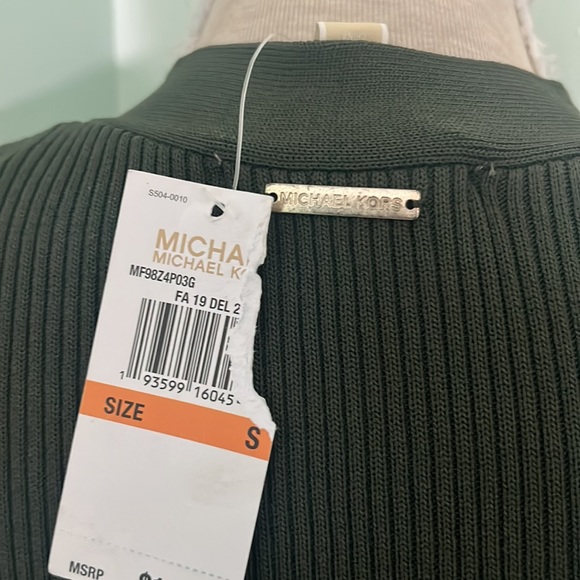 S504-0010
MICHA
MICHAEL K
MF98Z4P03G
FA 19 DEL 2
1 93599 16045
SIZE
S
MSRP
MICHAEL KORS